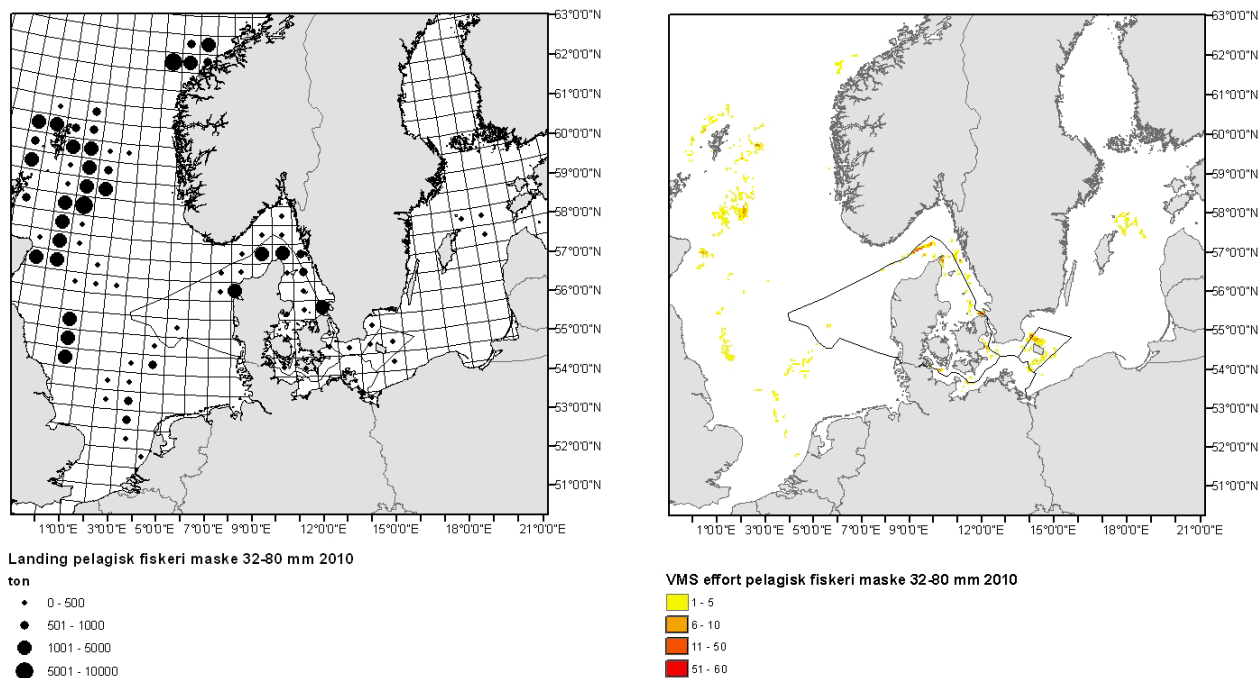 63°0'0"N
62°0'0"N
61°0'0"N
60°0'0"N
59°0'0"N
58°0'0"N
57°0'0"N
56°0'0"N
55°0'0"N
54°0'0"N
53°0'0"N
52°0'0"N
51°0'0"N
1°0'0"E 3°0'0"E 5°0'0"E 7°0'0"E 9°0'0"E 12°0'0"E 15°0'0"E 18°0'0"E 21°0'0"E
Landing pelagisk fiskeri maske 32-80 mm 2010
ton
0 - 500
501 - 1000
1001 - 5000
5001 - 10000
63°0'0"N
62°0'0"N
61°0'0"N
60°0'0"N
59°0'0"N
58°0'0"N
57°0'0"N
56°0'0"N
55°0'0"N
54°0'0"N
53°0'0"N
52°0'0"N
51°0'0"N
1°0'0"E 3°0'0"E 5°0'0"E 7°0'0"E 9°0'0"E 12°0'0"E 15°0'0"E 18°0'0"E 21°0'0"E
VMS effort pelagisk fiskeri maske 32-80 mm 2010
1 - 5
6 - 10
11 - 50
51 - 60